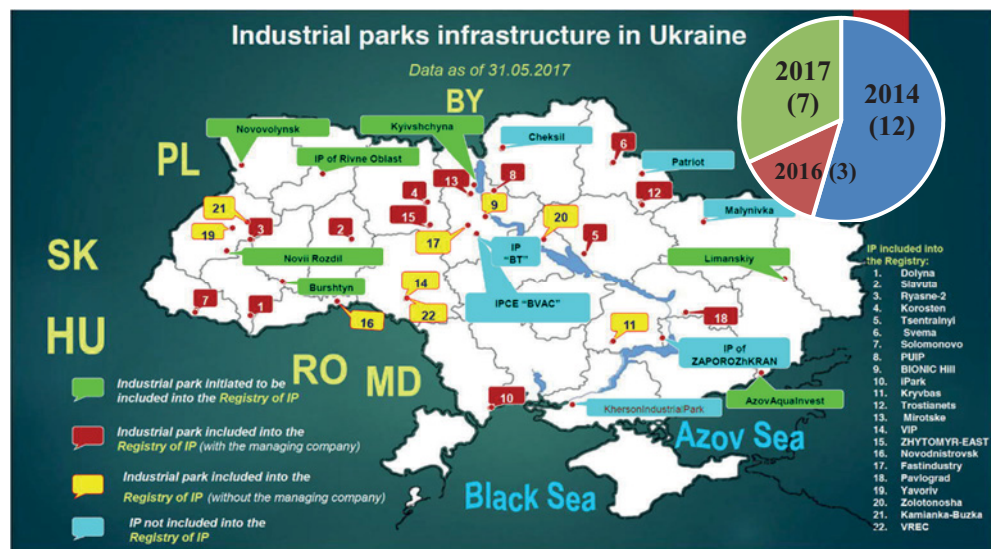 Industrial parks infrastructure in Ukraine
Data as of 31.05.2017
2017
(7)
2014
(12)
2016 (3)
BY
PL
SK
HU
RO
MD
Azov Sea
Black Sea
Novovolynsk
Kyivshchyna
Cheksil
6
Patriot
IP of Rivne Oblast
13
8
4
12
21
9
Malynivka
19
3
2
15
17
20
5
IP
"BT"
Limanskiy
Novii Rozdil
Burshtyn
14
IPCE "BVAC"
7
1
16
22
11
18
IP of
ZAPOROZhKRAN
10
KhersonIndustrialPark
AzovAquaInvest
Industrial park initiated to be
included into the Registry of IP
Industrial park included into the
Registry of IP (with the managing company)
Industrial park included into the
Registry of IP (without the managing company)
IP not included into the
Registry of IP
IP included into
the Registry:
1. Dolyna
2. Slavuta
3. Ryasne-2
4. Korosten
5. Tsentralnyi
6. Svema
7. Solomonovo
8. PUIP
9. BIONIC Hill
10. iPark
11. Kryvbas
12. Trostianets
13. Mirotske
14. VIP
15. ZHYTOMYR-EAST
16. Novodnistrovsk
17. Fastindustry
18. Pavlograd
19. Yavoriv
20. Zolotonosha
21. Kamianka-Buzka
22. VREC